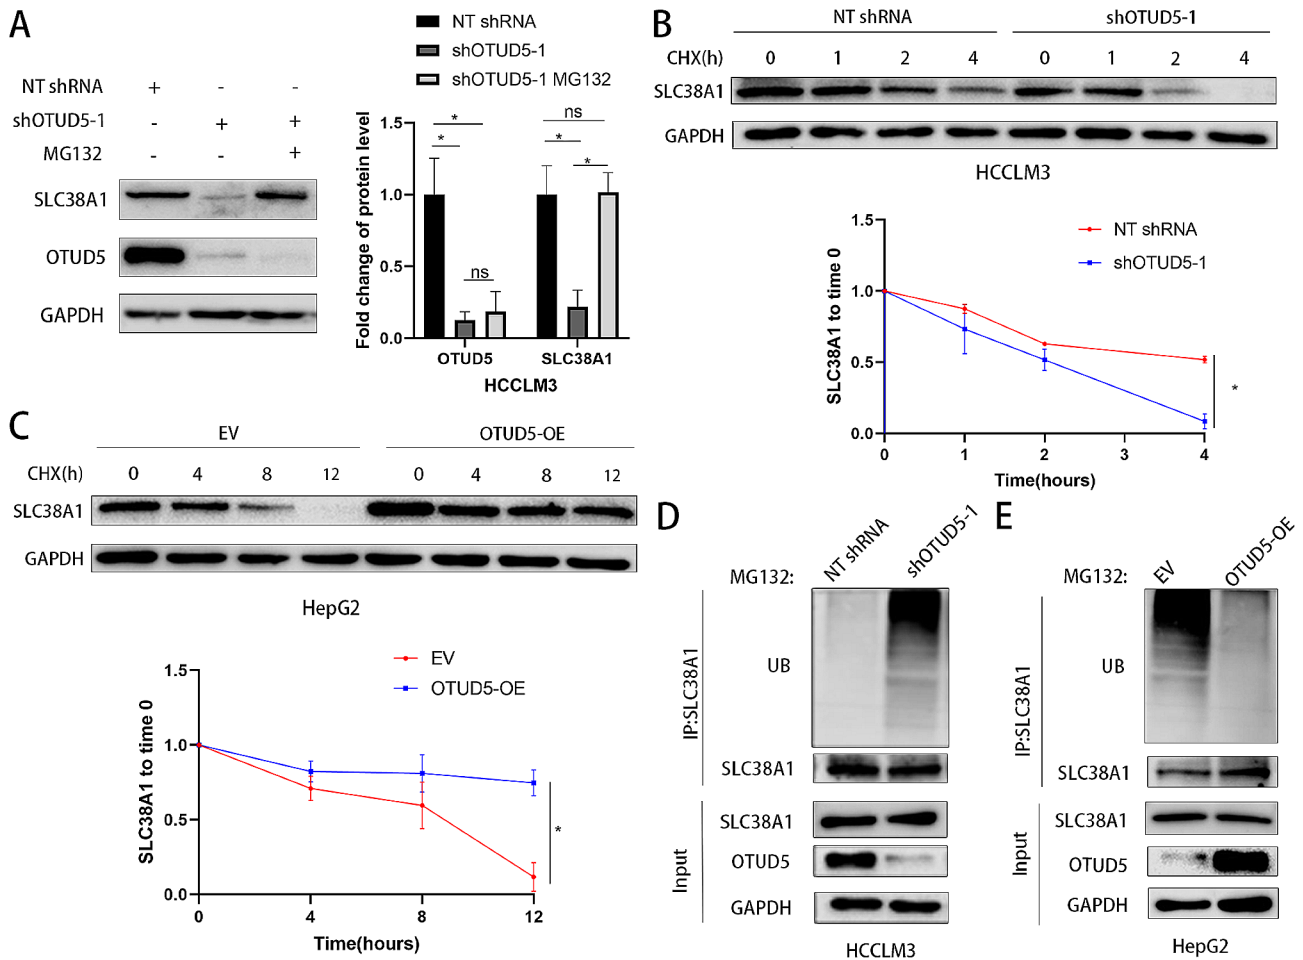 A
NT shRNA + - -
shOTUD5-1 - + +
MG132 - - +
SLC38A1
OTUD5
GAPDH
NT shRNA
shOTUD5-1
shOTUD5-1 MG132
Fold change of protein level
1.5
1.0
0.5
0.0
* * ns
ns * *
OTUD5 SLC38A1
HCCLM3
B
NT shRNA shOTUD5-1
CHX(h) 0 1 2 4 0 1 2 4
SLC38A1
GAPDH
HCCLM3
NT shRNA
shOTUD5-1
SLC38A1 to time 0
1.5
1.0
0.5
0.0
*
0 1 2 3 4
Time(hours)
C
EV OTUD5-OE
CHX(h) 0 4 8 12 0 4 8 12
SLC38A1
GAPDH
HepG2
EV
OTUD5-OE
SLC38A1 to time 0
1.5
1.0
0.5
0.0
*
0 4 8 12
Time(hours)
D
MG132: NT shRNA shOTUD5-1
IP:SLC38A1
UB
SLC38A1
Input
SLC38A1
OTUD5
GAPDH
HCCLM3
E
MG132: EV OTUD5-OE
IP:SLC38A1
UB
SLC38A1
Input
SLC38A1
OTUD5
GAPDH
HepG2